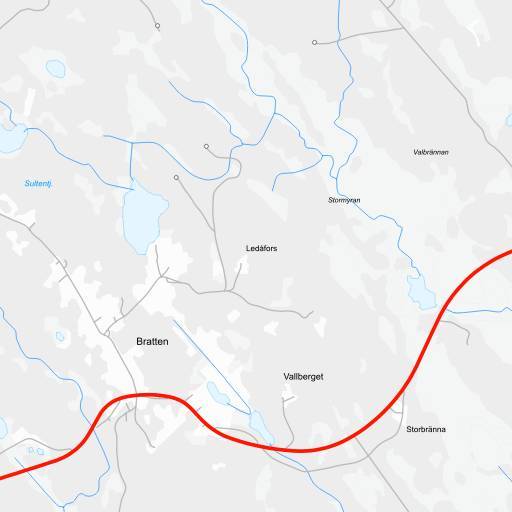 Valbrännan
Sultentj.
Stormyran
Ledåfors
Bratten
Vallberget
Storbränna